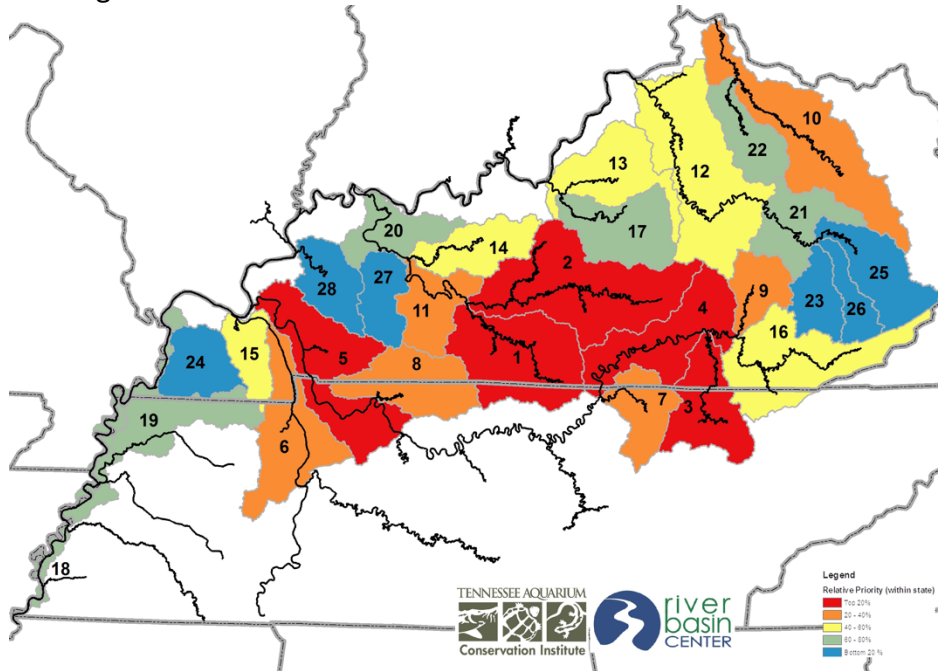 10
22
13
12
21
20
17
14
25
2
28
27
9
23
26
4
11
16
15
5
24
1
8
7
19
3
6
18
TENNESSEE AQUARIUM
Conservation Institute
river
basin
CENTER
Legend
Relative Priority (within state)
Top 20%
20 - 40%
40 - 60%
60 - 80%
Bottom 20 %